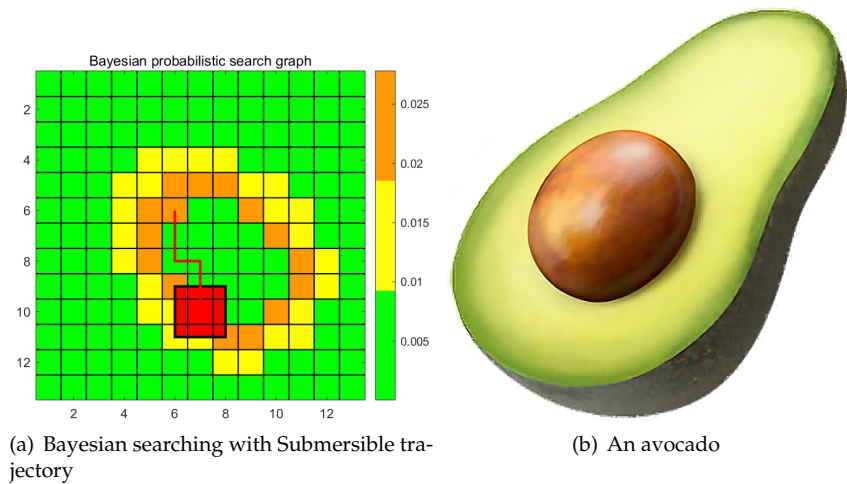 Bayesian probabilistic search graph
2
4
6
8
10
12
2 4 6 8 10 12
0.025
0.02
0.015
0.01
0.005
(a) Bayesian searching with Submersible tra-
jectory
(b) An avocado